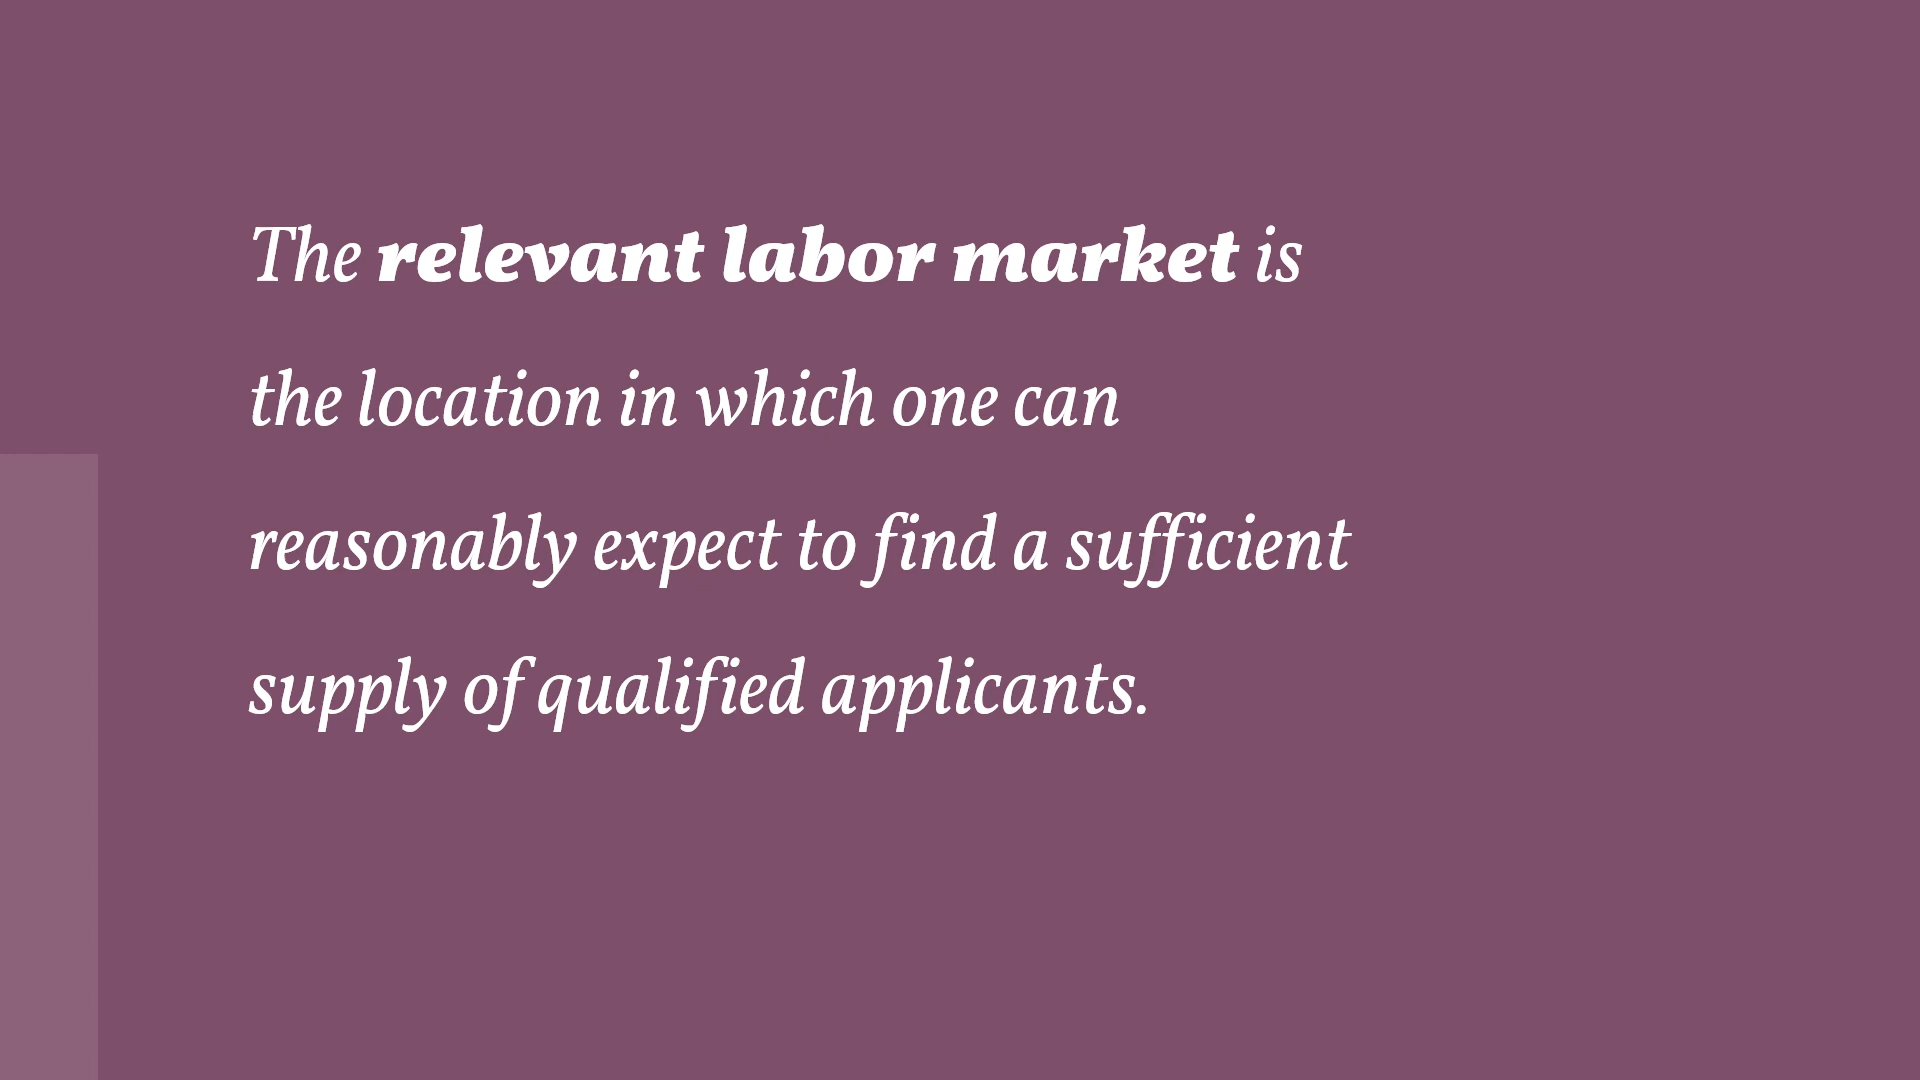 The relevant labor market is
the location in which one can
reasonably expect to find a sufficient
supply of qualified applicants.